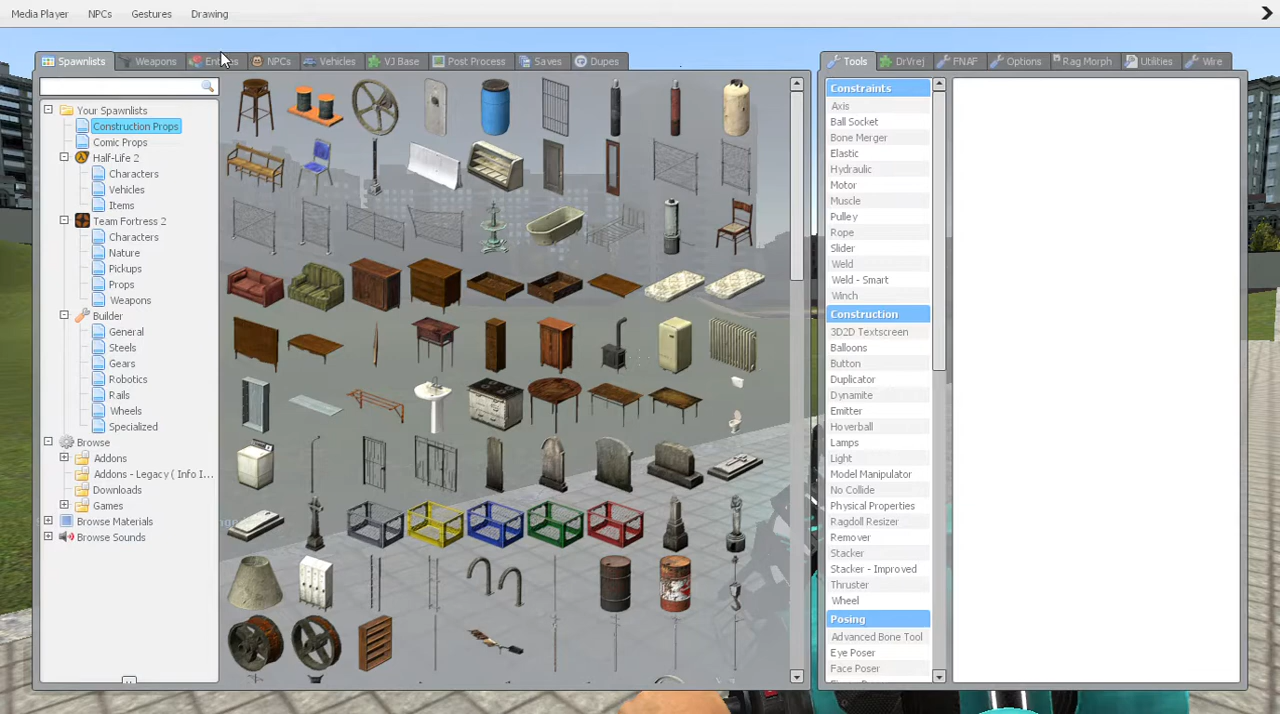 Media Player NPCs Gestures Drawing
Spawnlists Weapons Entities NPCs Vehicles VJ Base Post Process Saves Dupes
Your Spawnlists
Construction Props
Comic Props
Half-Life 2
Characters
Vehicles
Items
Team Fortress 2
Characters
Nature
Pickups
Props
Weapons
Builder
General
Steels
Gears
Robotics
Rails
Wheels
Specialized
Browse
Addons
Addons - Legacy ( Info I...
Downloads
Games
Browse Materials
Browse Sounds
Tools DrVrej FNAF Options Rag Morph Utilities Wire
Constraints
Axis
Ball Socket
Bone Merger
Elastic
Hydraulic
Motor
Muscle
Pulley
Rope
Slider
Weld
Weld - Smart
Winch
Construction
3D2D Textscreen
Balloons
Button
Duplicator
Dynamite
Emitter
Hoverball
Lamps
Light
Model Manipulator
No Collide
Physical Properties
Ragdoll Resizer
Remover
Stacker
Stacker - Improved
Thruster
Wheel
Posing
Advanced Bone Tool
Eye Poser
Face Poser